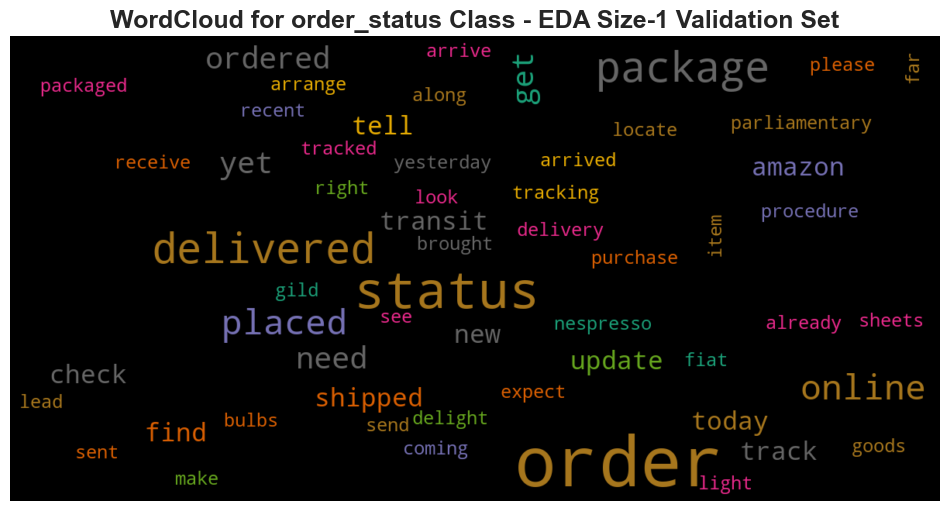 WordCloud for order_status Class - EDA Size-1 Validation Set
arrive
ordered
get
package
please
far
packaged
arrange
along
recent
tell
locate
parliamentary
tracked
receive
yet
yesterday
arrived
amazon
right
look
tracking
transit
procedure
delivered
brought
delivery
item
purchase
gild
status
placed
see
new
nespresso
already
sheets
need
update
fiat
check
lead
shipped
expect
online
bulbs
send
delight
today
find
sent
coming
order
track
goods
make
light